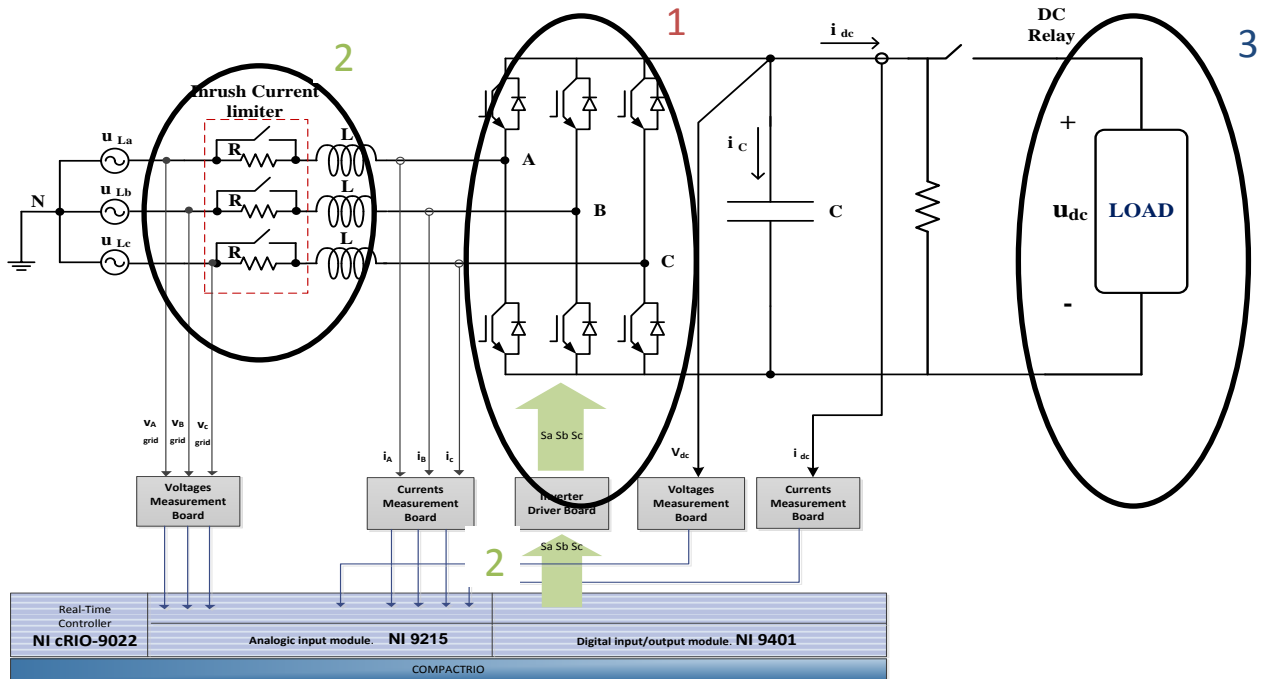 1
2
3
i dc
DC
Relay
Inrush Current
limiter
u La
R
L
A
i C
+
N
u Lb
R
L
B
C
u dc
LOAD
u Lc
R
L
C
-
Sa Sb Sc
vA grid
vB grid
vc grid
iA
iB
ic
Vdc
i dc
Voltages
Measurement
Board
Currents
Measurement
Board
Inverter
Driver Board
Voltages
Measurement
Board
Currents
Measurement
Board
2
Sa Sb Sc
Real-Time
Controller
NI cRIO-9022
Analogic input module. NI 9215
Digital input/output module. NI 9401
COMPACTRIO